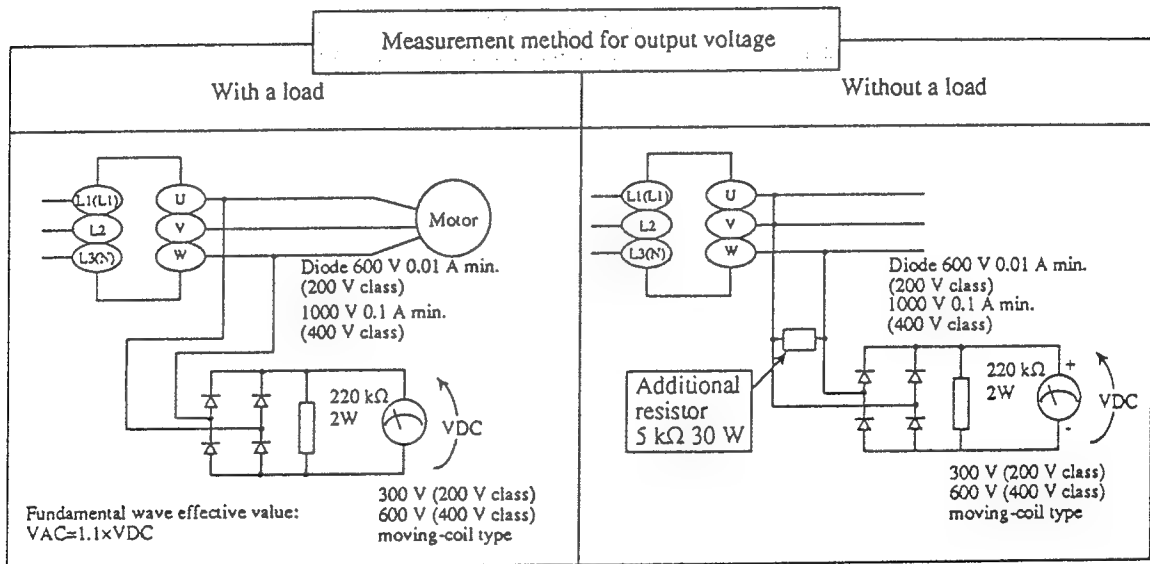 Measurement method for output voltage
With a load
Without a load
L1(L1)
L2
L3(N)
U
V
W
Motor
Diode 600 V 0.01 A min.
(200 V class)
1000 V 0.1 A min.
(400 V class)
220 kΩ
2W
VDC
300 V (200 V class)
600 V (400 V class)
moving-coil type
Fundamental wave effective value:
VAC=1.1×VDC
L1(L1)
L2
L3(N)
U
V
W
Diode 600 V 0.01 A min.
(200 V class)
1000 V 0.1 A min.
(400 V class)
Additional
resistor
5 kΩ 30 W
220 kΩ
2W
+
-
VDC
300 V (200 V class)
600 V (400 V class)
moving-coil type